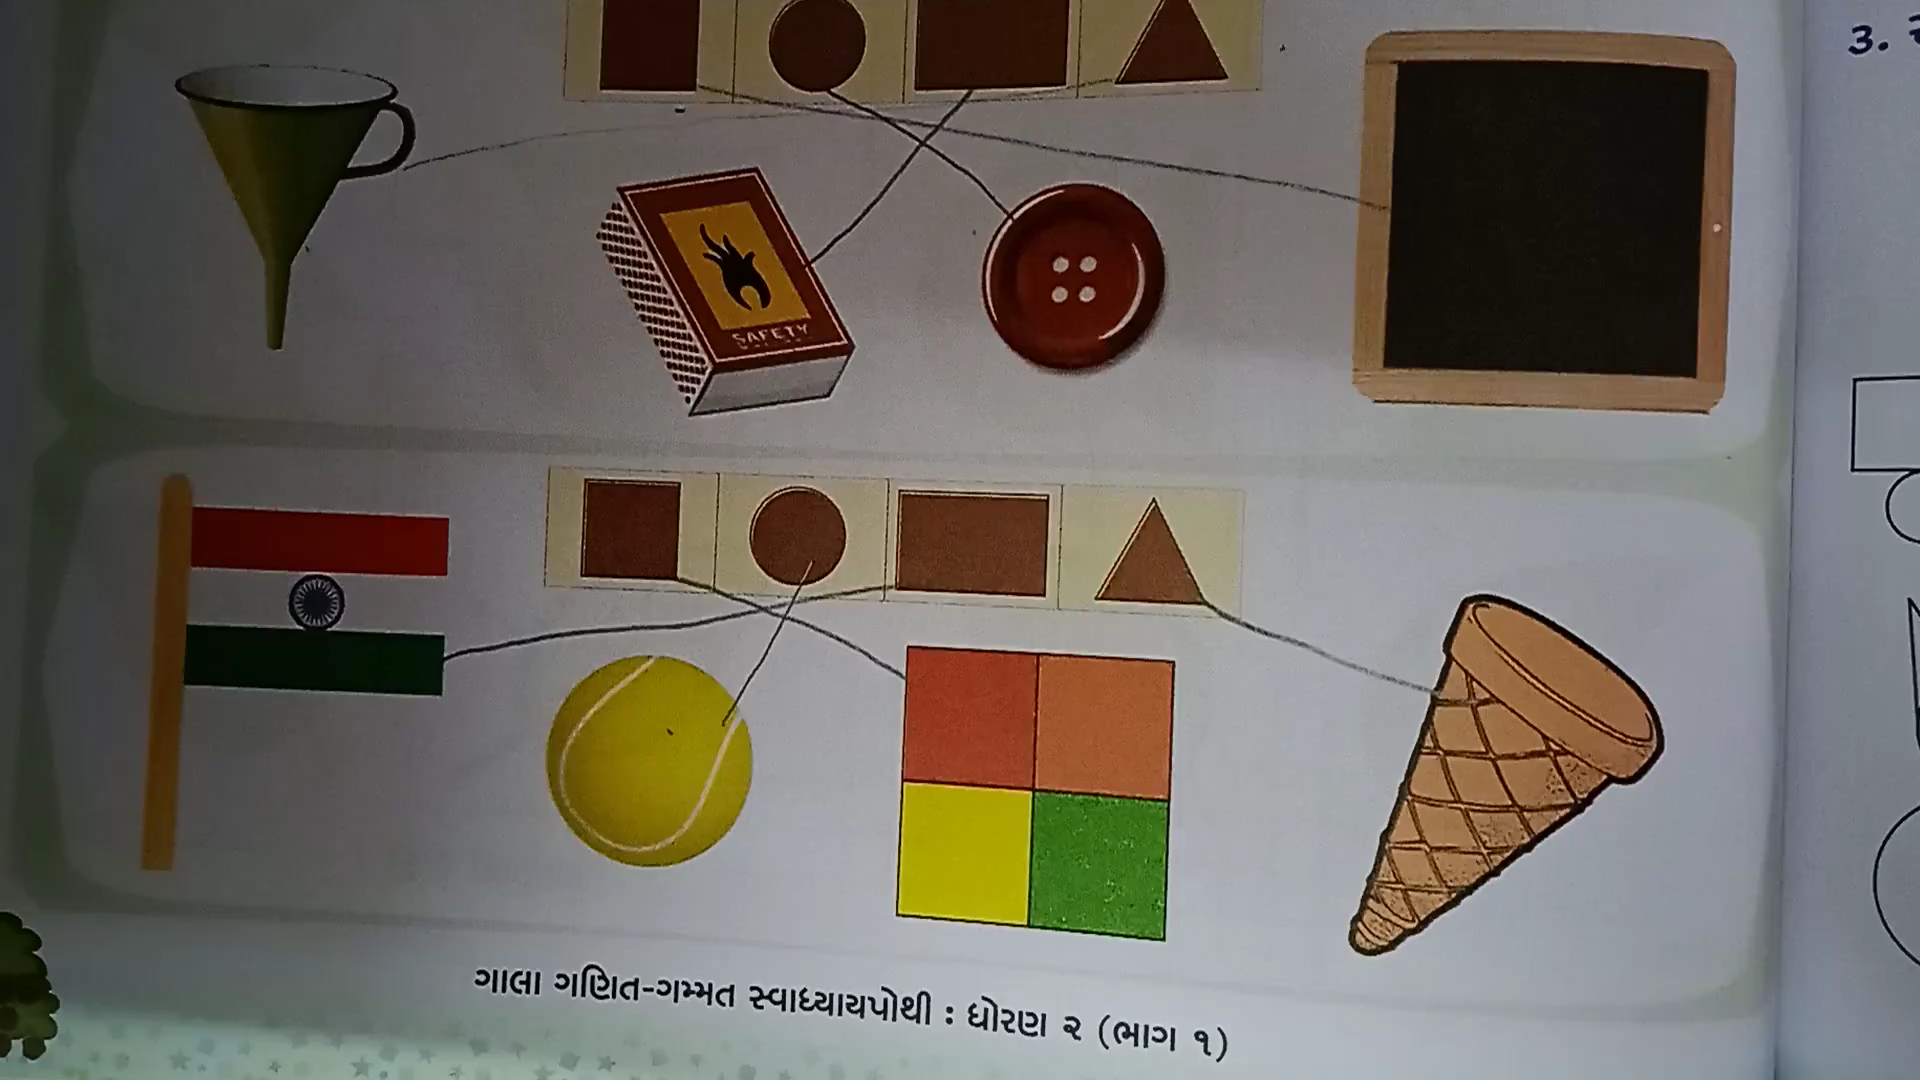 3.
SAFETY
ગાલા ગણિત-ગમ્મત સ્વાધ્યાયપોથી : ધોરણ ૨ (ભાગ ૧)